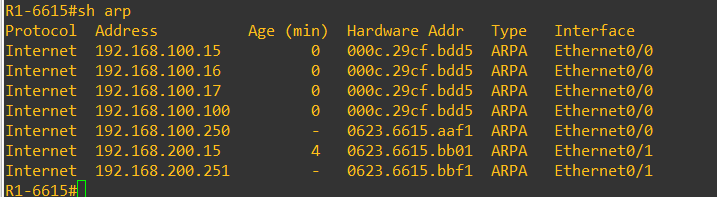 R1-6615#sh arp
Protocol  Address          Age (min)  Hardware Addr   Type   Interface
Internet  192.168.100.15          0   000c.29cf.bdd5  ARPA   Ethernet0/0
Internet  192.168.100.16          0   000c.29cf.bdd5  ARPA   Ethernet0/0
Internet  192.168.100.17          0   000c.29cf.bdd5  ARPA   Ethernet0/0
Internet  192.168.100.100         0   000c.29cf.bdd5  ARPA   Ethernet0/0
Internet  192.168.100.250         -   0623.6615.aaf1  ARPA   Ethernet0/0
Internet  192.168.200.15          4   0623.6615.bb01  ARPA   Ethernet0/1
Internet  192.168.200.251         -   0623.6615.bbf1  ARPA   Ethernet0/1
R1-6615#